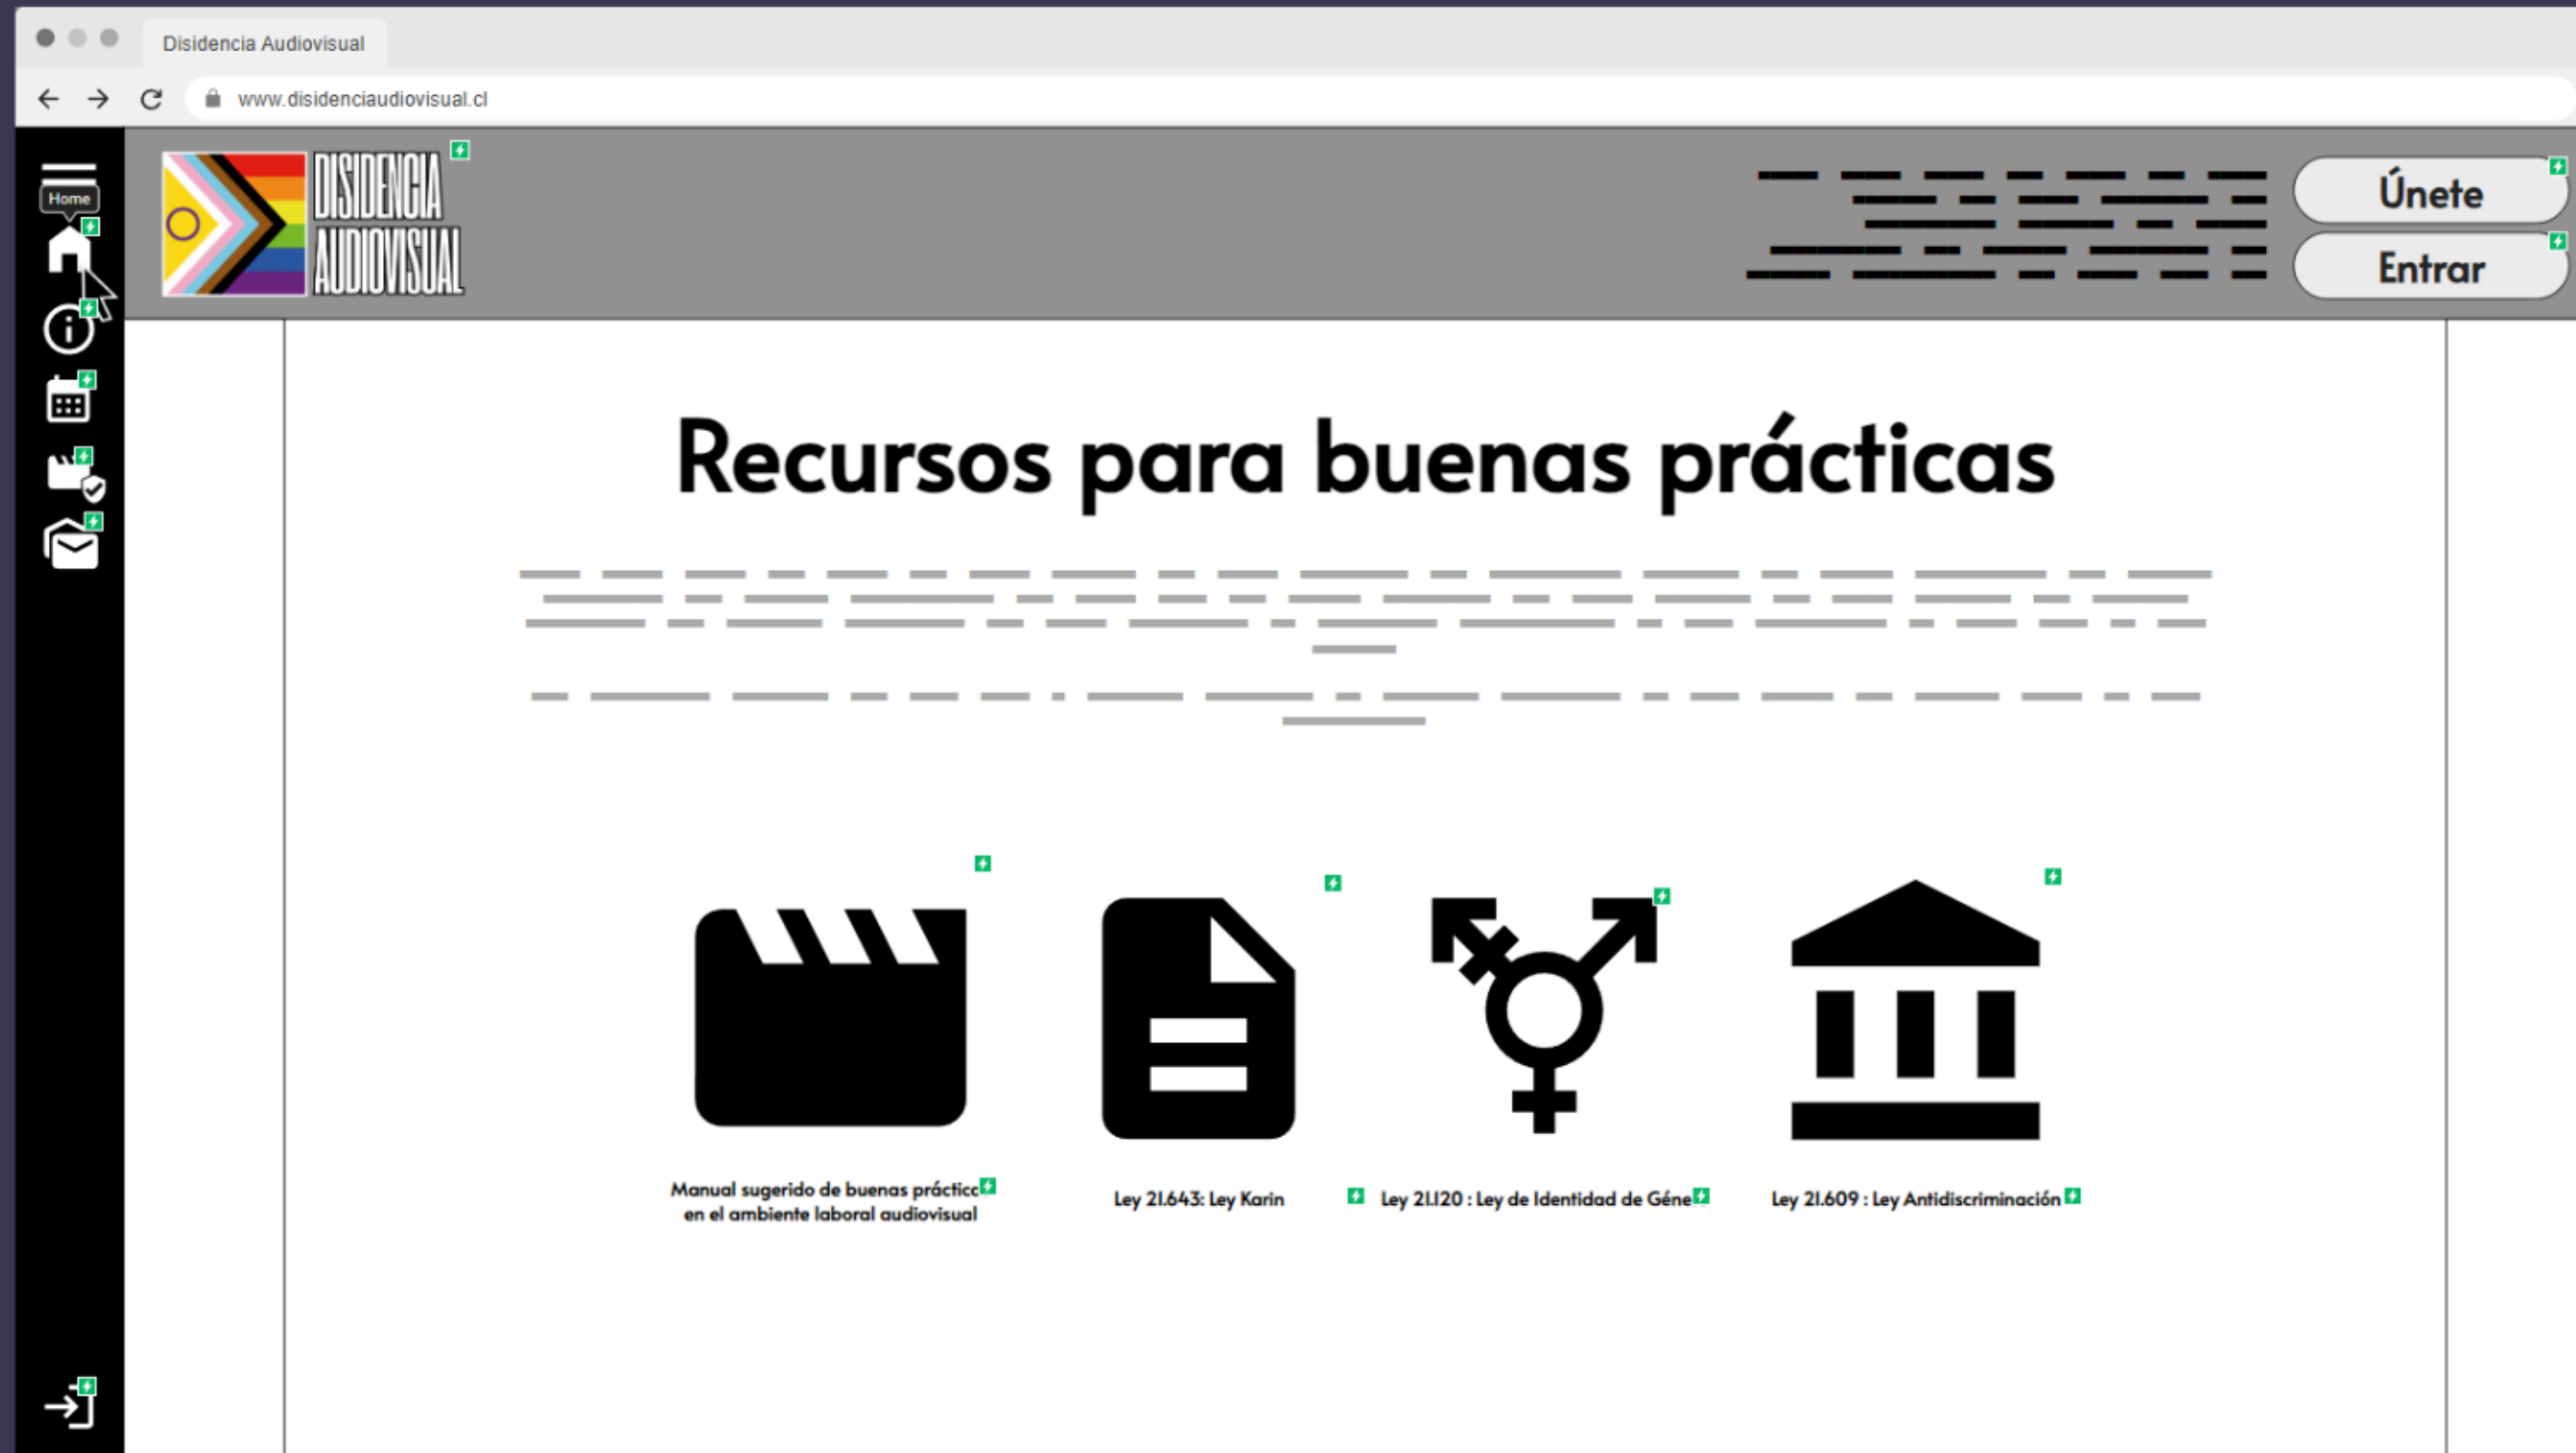 Disidencia Audiovisual
www.disidenciaudiovisual.cl
Home
DISIDENCIA
AUDIOVISUAL
Únete
Entrar
Recursos para buenas prácticas
Manual sugerido de buenas práctic
en el ambiente laboral audiovisual
Ley 21.643: Ley Karin
Ley 21.120 : Ley de Identidad de Géne
Ley 21.609 : Ley Antidiscriminación